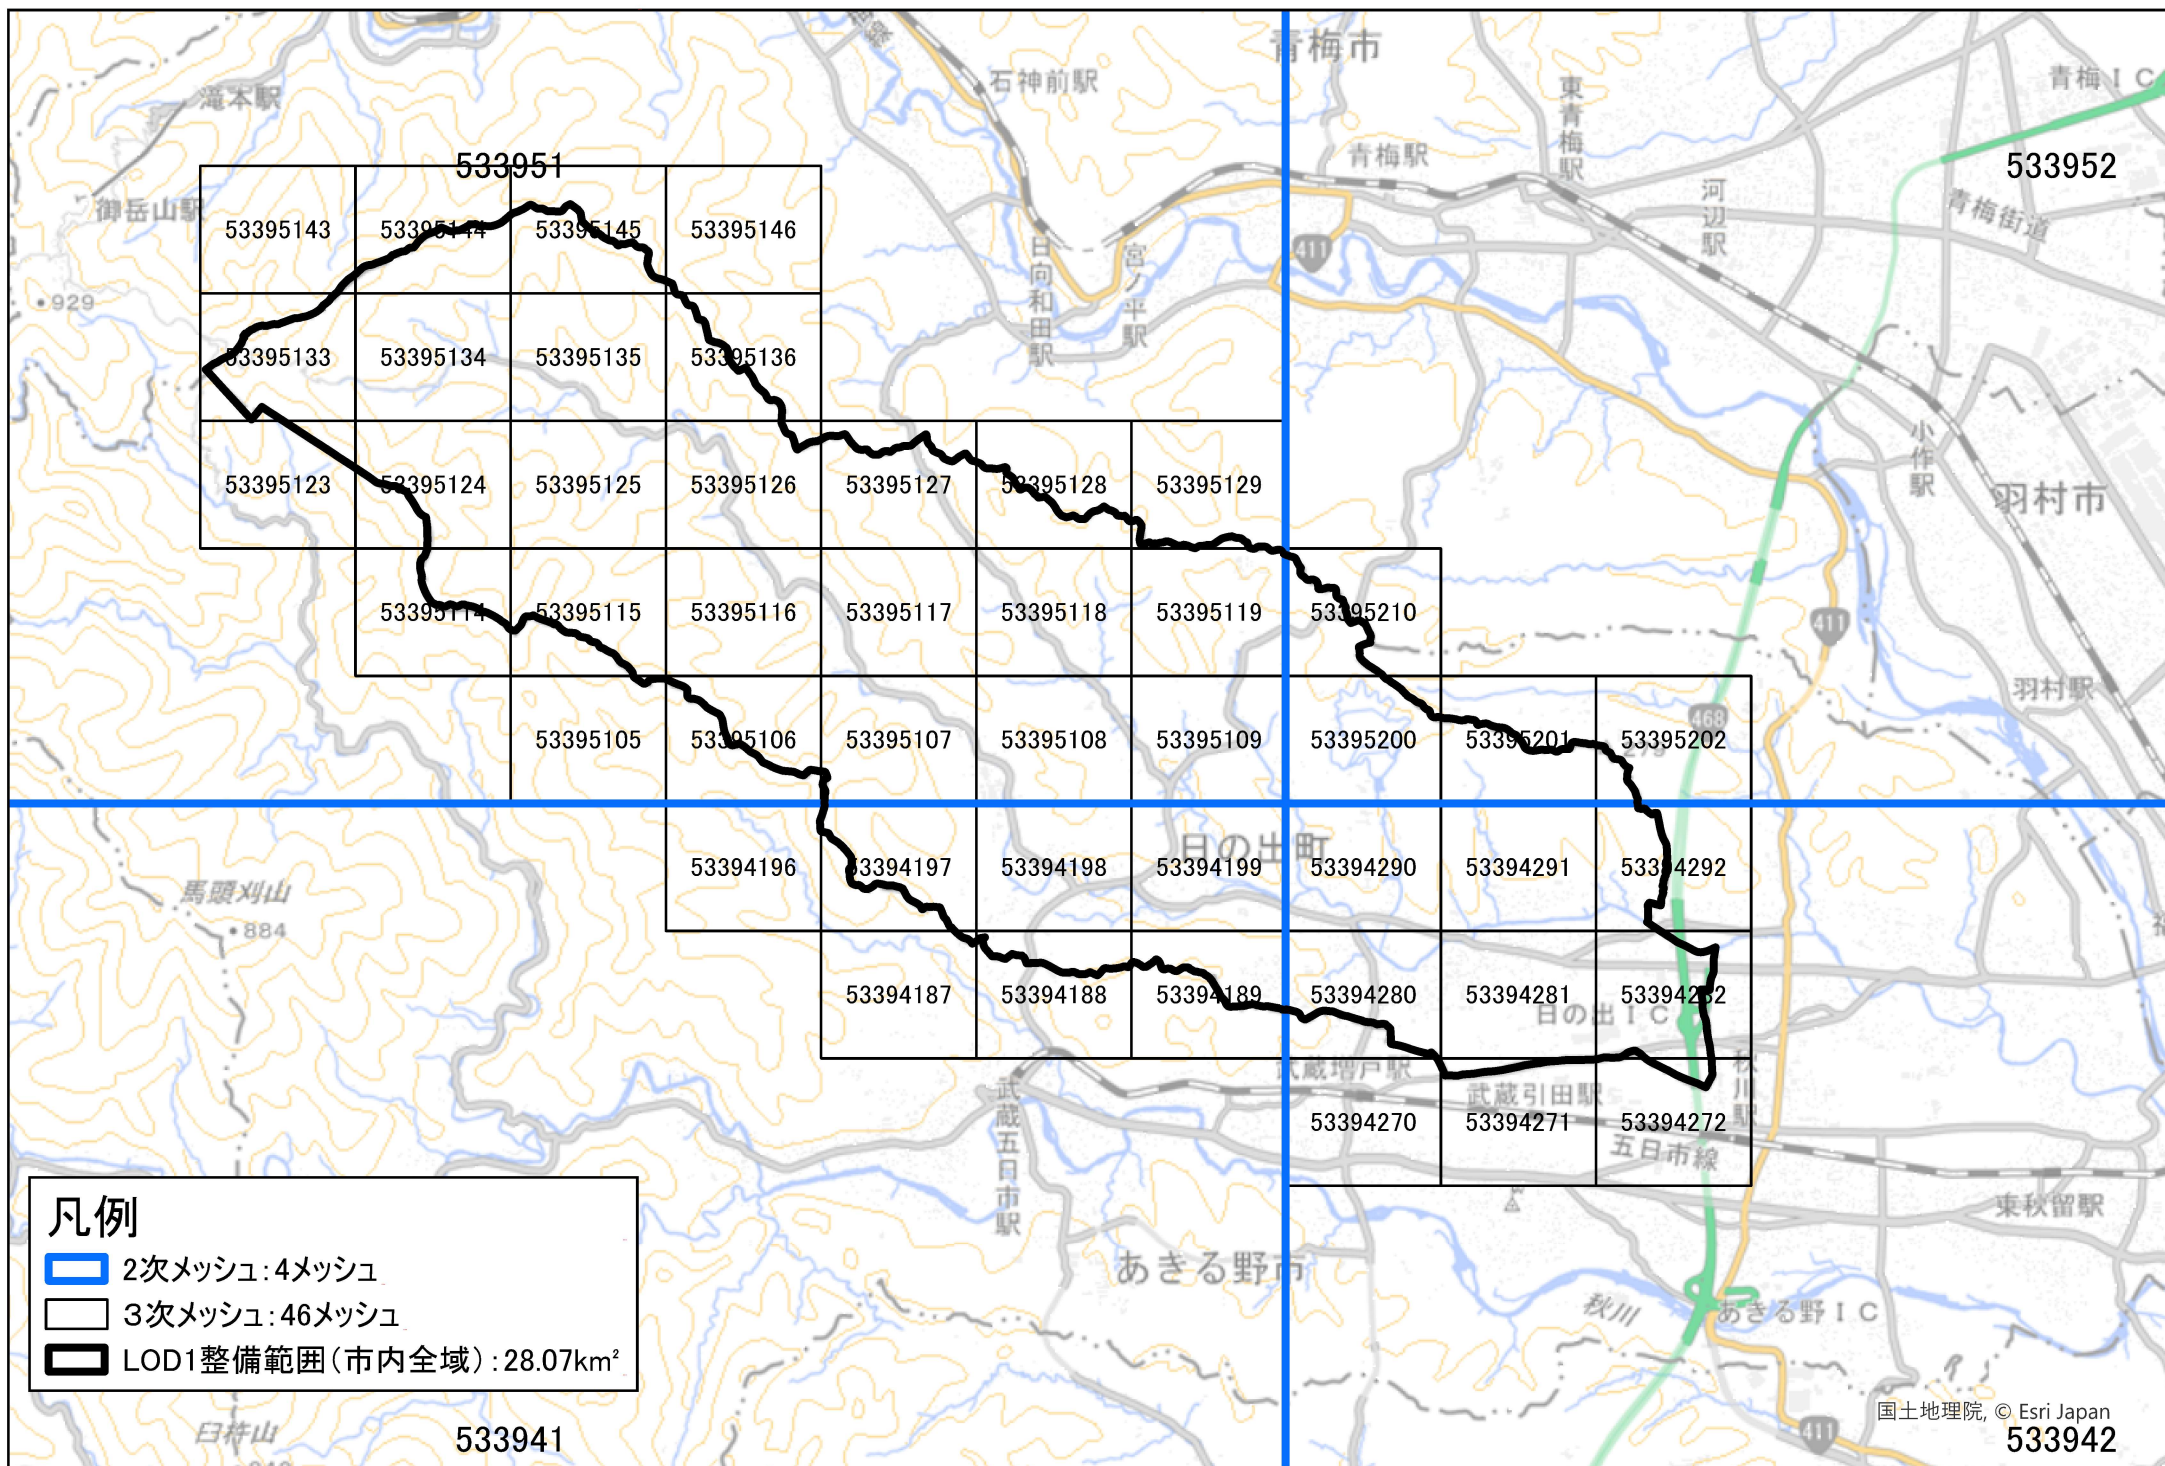 青梅市
石神前駅
青梅IC
滝本駅
東青梅駅
青梅駅
533951
533952
御岳山駅
河辺駅
青梅街道
53395143
53395144
53395145
53395146
411
日向和田駅
宮ノ平駅
929
53395133
53395134
53395135
53395136
小作駅
53395123
53395124
53395125
53395126
53395127
53395128
53395129
羽村市
53395114
53395115
53395116
53395117
53395118
53395119
53395210
411
羽村駅
468
53395105
53395106
53395107
53395108
53395109
53395200
53395201
53395202
日の出町
53394196
53394197
53394198
53394199
53394290
53394291
53394292
馬頭刈山
884
53394187
53394188
53394189
53394280
53394281
53394282
日の出IC
武蔵増戸駅
武蔵引田駅
秋川駅
武蔵五日市駅
53394270
53394271
53394272
五日市線
東秋留駅
凡例
2次メッシュ:4メッシュ
3次メッシュ:46メッシュ
LOD1整備範囲(市内全域):28.07km²
あきる野市
秋川
あきる野IC
臼杵山
533941
411
国土地理院, © Esri Japan
533942